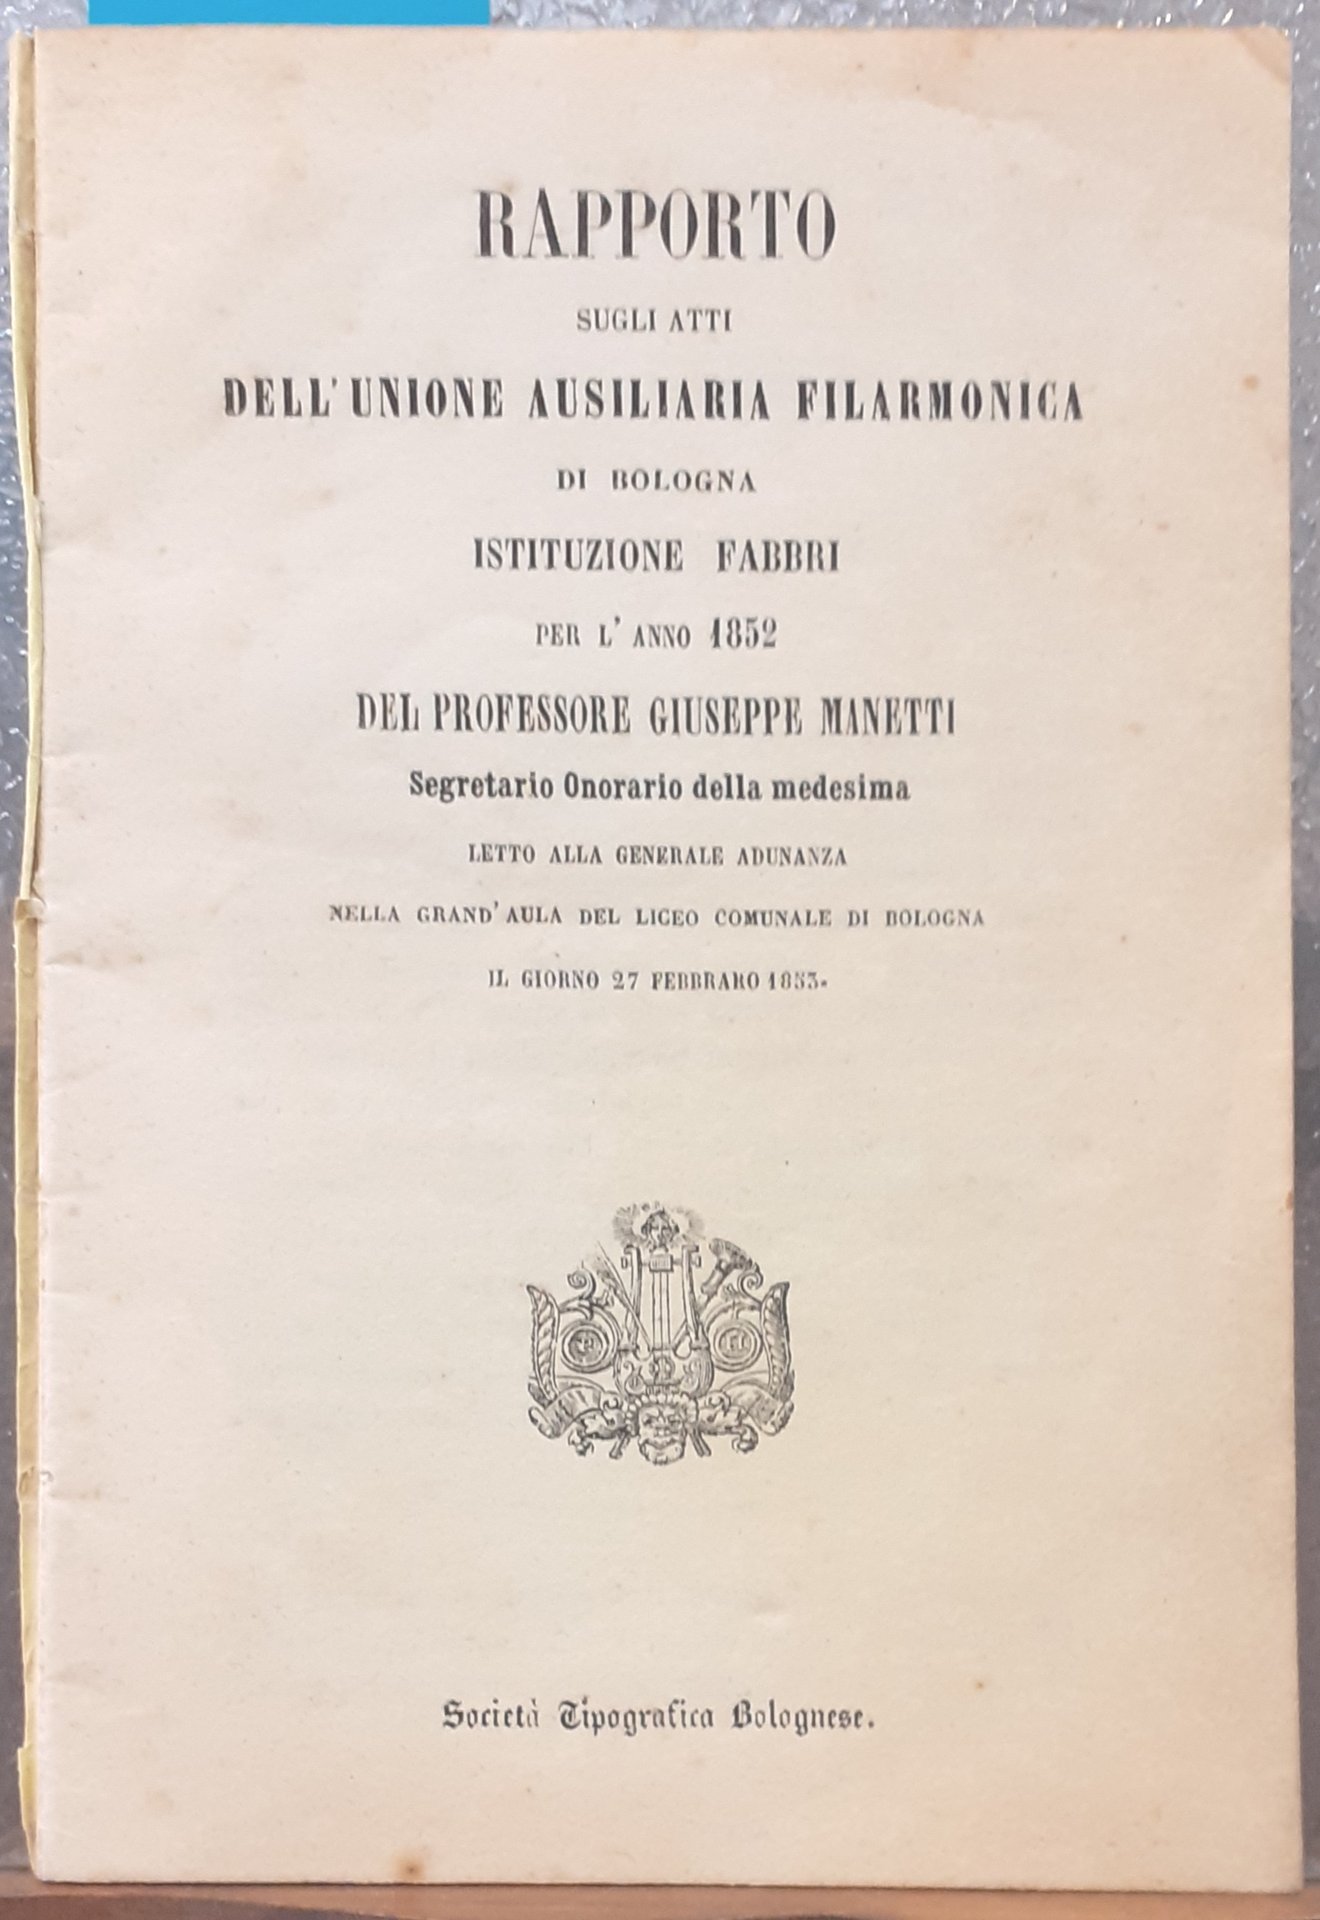 RAPPORTO
SUGLI ATTI
DELL'UNIONE AUSILIARIA FILARMONICA
DI BOLOGNA
ISTITUZIONE FABBRI
PER L'ANNO 1852
DEL PROFESSORE GIUSEPPE MANETTI
Segretario Onorario della medesima
LETTO ALLA GENERALE ADUNANZA
NELLA GRAND'AULA DEL LICEO COMUNALE DI BOLOGNA
IL GIORNO 27 FEBBRARO 1853.
Società Tipografica Bolognese.